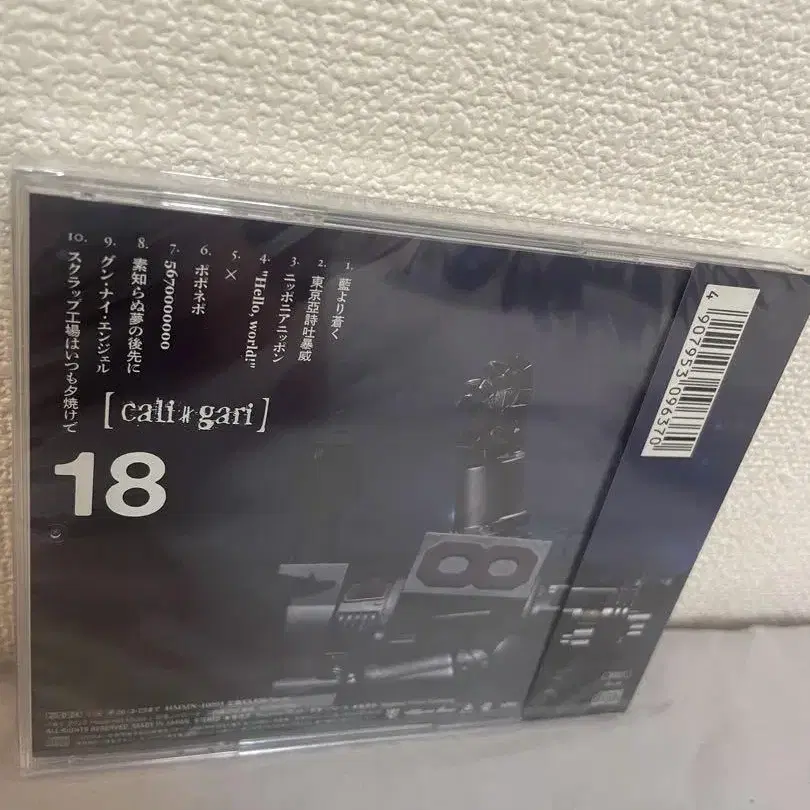 1. 藍より蒼く
2. 東京亞詩吐暴威
3. ニッポニアニッポン
4. "Hello, world!"
5. ×
6. ポポネポ
7. 5670000000
8. 素知らぬ夢の後先に
9. グン・ナイ・エンジェル
10. スクラップ工場はいつも夕焼けで
[cali≠gari]
18
8
4 907953 096370